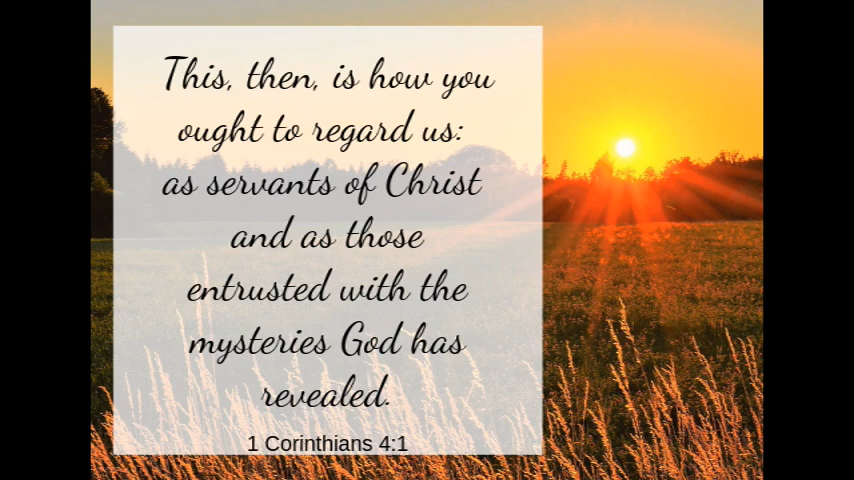 This, then, is how you
ought to regard us:
as servants of Christ
and as those
entrusted with the
mysteries God has
revealed.
1 Corinthians 4:1